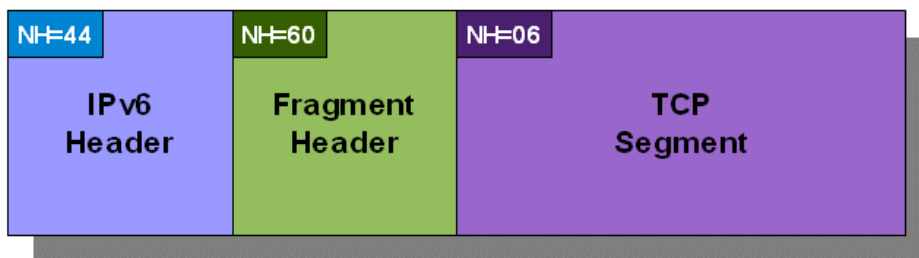 NH=44
NH=60
NH=06
IPv6
Header
Fragment
Header
TCP
Segment